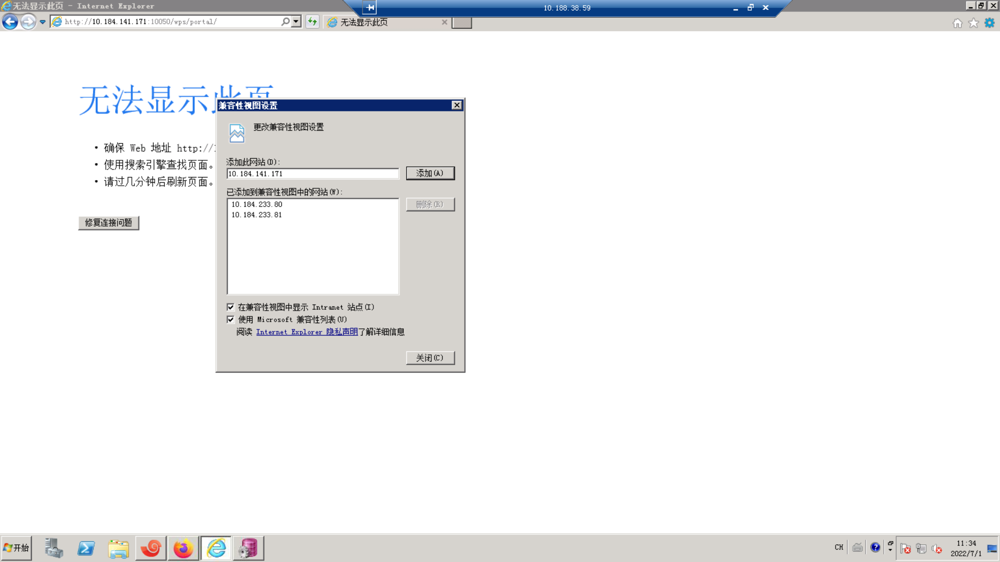 无法显示此页 - Internet Explorer
10.188.38.59
http://10.184.141.171:10050/wps/portal/
无法显示此页
无法显示此页
• 确保 Web 地址 http://
• 使用搜索引擎查找页面。
• 请过几分钟后刷新页面。
修复连接问题
兼容性视图设置
更改兼容性视图设置
添加此网站(D):
10.184.141.171
添加(A)
已添加到兼容性视图中的网站(W):
10.184.233.80
10.184.233.81
删除(R)
在兼容性视图中显示 Intranet 站点(I)
使用 Microsoft 兼容性列表(U)
阅读 Internet Explorer 隐私声明了解详细信息
关闭(C)
开始
CH
11:34
2022/7/1